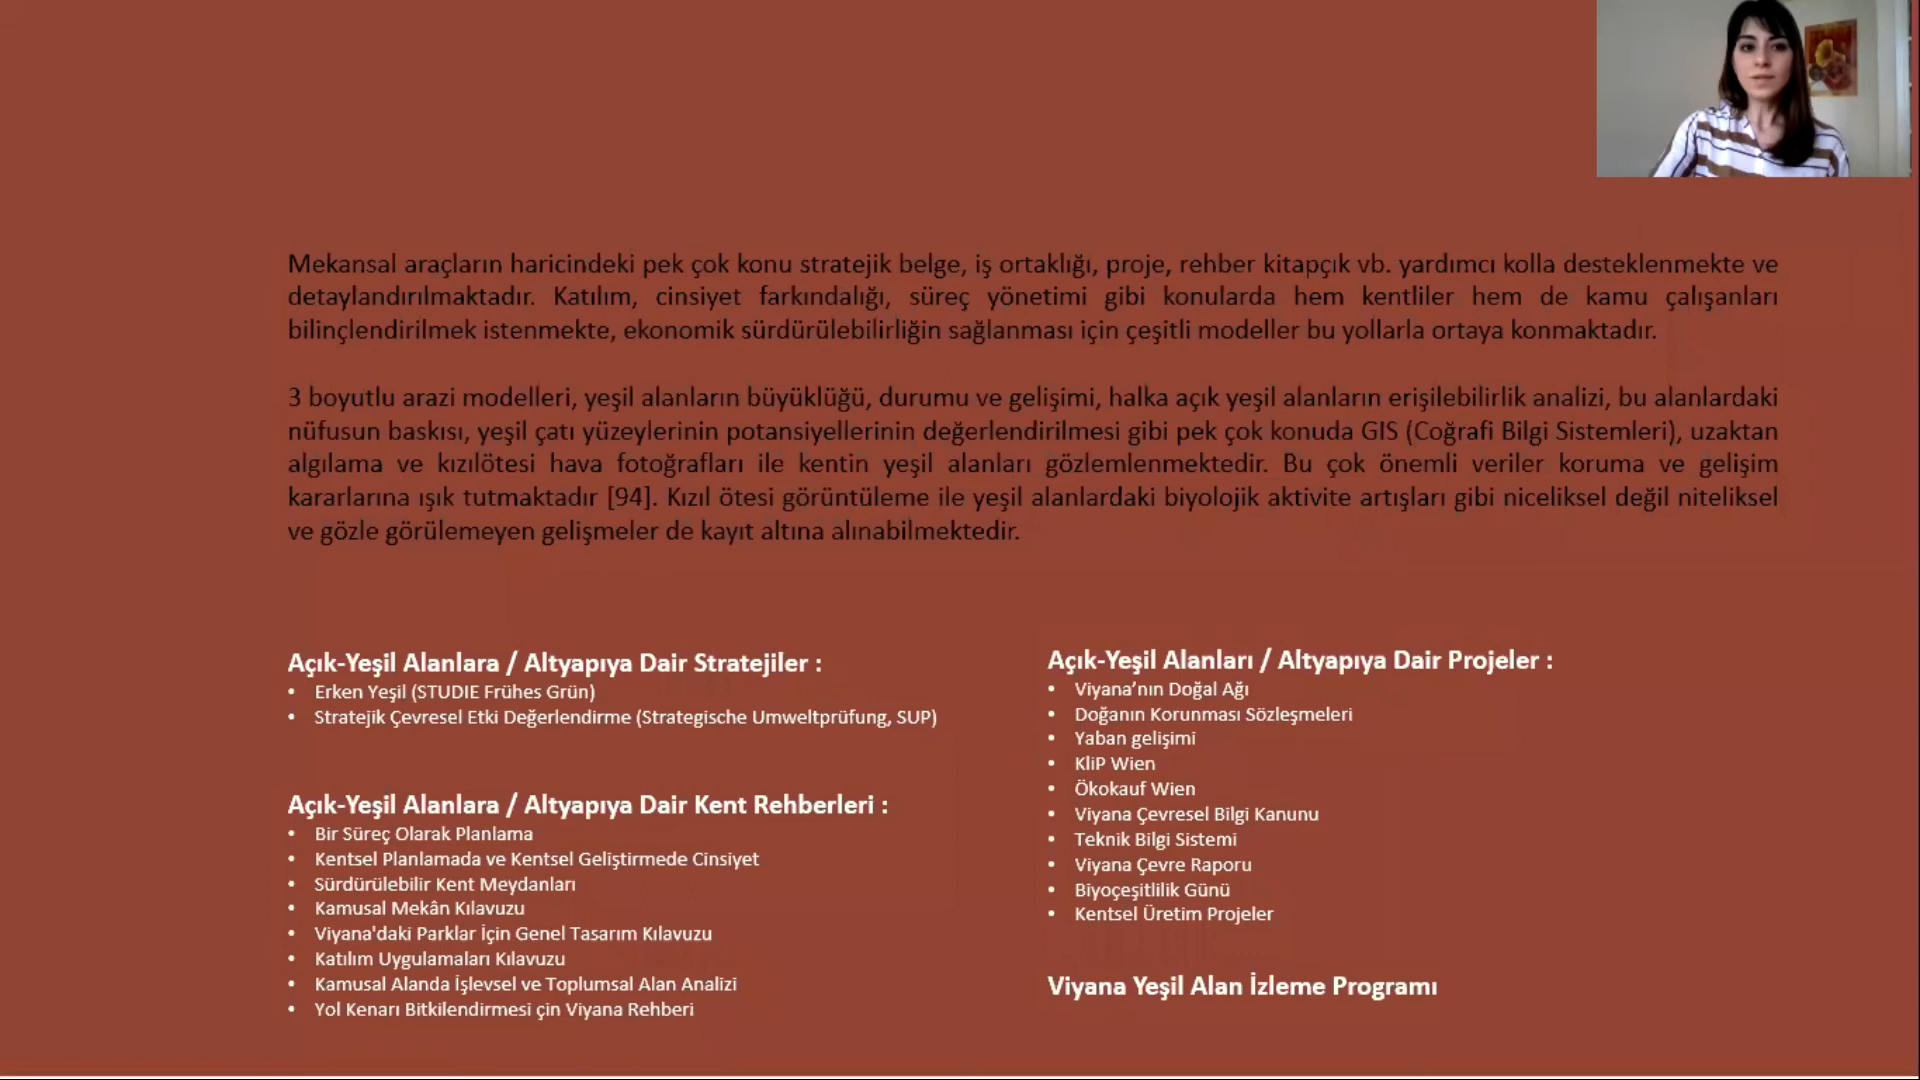 Mekansal araçların haricindeki pek çok konu stratejik belge, iş ortaklığı, proje, rehber kitapçık vb. yardımcı kolla desteklenmekte ve
detaylandırılmaktadır. Katılım, cinsiyet farkındalığı, süreç yönetimi gibi konularda hem kentliler hem de kamu çalışanları
bilinçlendirilmek istenmekte, ekonomik sürdürülebilirliğin sağlanması için çeşitli modeller bu yollarla ortaya konmaktadır.
3 boyutlu arazi modelleri, yeşil alanların büyüklüğü, durumu ve gelişimi, halka açık yeşil alanların erişilebilirlik analizi, bu alanlardaki
nüfusun baskısı, yeşil çatı yüzeylerinin potansiyellerinin değerlendirilmesi gibi pek çok konuda GIS (Coğrafi Bilgi Sistemleri), uzaktan
algılama ve kızılötesi hava fotoğrafları ile kentin yeşil alanları gözlemlenmektedir. Bu çok önemli veriler koruma ve gelişim
kararlarına ışık tutmaktadır [94]. Kızıl ötesi görüntüleme ile yeşil alanlardaki biyolojik aktivite artışları gibi niceliksel değil niteliksel
ve gözle görülemeyen gelişmeler de kayıt altına alınabilmektedir.
Açık-Yeşil Alanlara / Altyapıya Dair Stratejiler :
• Erken Yeşil (STUDIE Frühes Grün)
• Stratejik Çevresel Etki Değerlendirme (Strategische Umweltprüfung, SUP)
Açık-Yeşil Alanlara / Altyapıya Dair Kent Rehberleri :
• Bir Süreç Olarak Planlama
• Kentsel Planlamada ve Kentsel Geliştirmede Cinsiyet
• Sürdürülebilir Kent Meydanları
• Kamusal Mekân Kılavuzu
• Viyana'daki Parklar İçin Genel Tasarım Kılavuzu
• Katılım Uygulamaları Kılavuzu
• Kamusal Alanda İşlevsel ve Toplumsal Alan Analizi
• Yol Kenarı Bitkilendirmesi çin Viyana Rehberi
Açık-Yeşil Alanları / Altyapıya Dair Projeler :
• Viyana’nın Doğal Ağı
• Doğanın Korunması Sözleşmeleri
• Yaban gelişimi
• KliP Wien
• Ökokauf Wien
• Viyana Çevresel Bilgi Kanunu
• Teknik Bilgi Sistemi
• Viyana Çevre Raporu
• Biyoçeşitlilik Günü
• Kentsel Üretim Projeler
Viyana Yeşil Alan İzleme Programı